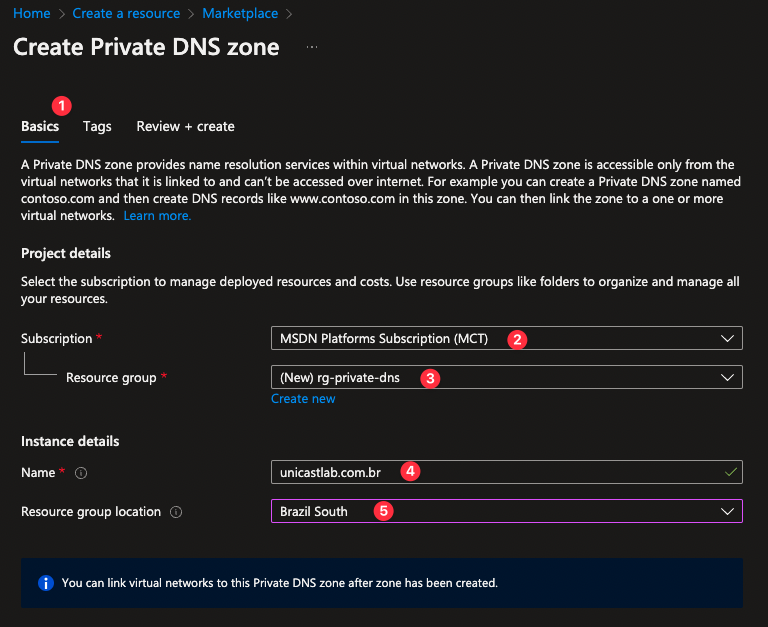 Home > Create a resource > Marketplace >
Create Private DNS zone ...
1
Basics Tags Review + create
A Private DNS zone provides name resolution services within virtual networks. A Private DNS zone is accessible only from the
virtual networks that it is linked to and can't be accessed over internet. For example you can create a Private DNS zone named
contoso.com and then create DNS records like www.contoso.com in this zone. You can then link the zone to a one or more
virtual networks. Learn more.
Project details
Select the subscription to manage deployed resources and costs. Use resource groups like folders to organize and manage all
your resources.
Subscription * MSDN Platforms Subscription (MCT) 2
Resource group * (New) rg-private-dns 3
Create new
Instance details
Name * unicastlab.com.br 4
Resource group location Brazil South 5
You can link virtual networks to this Private DNS zone after zone has been created.